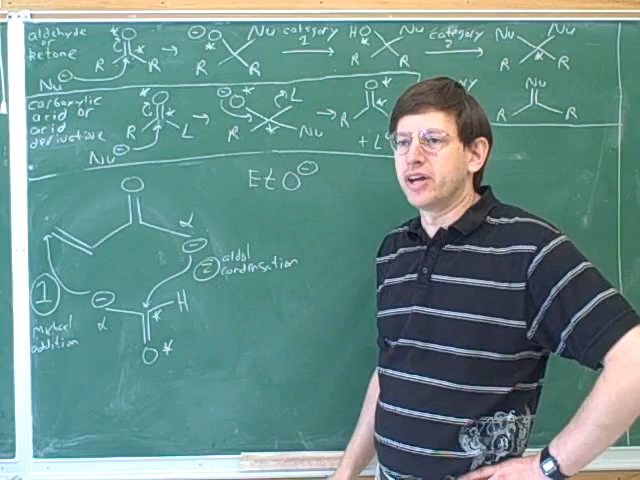 aldehyde or ketone
O
*
*
R
R
Nu⊖
→
⊖O
*
Nu
R
R
category 1
HO
*
Nu
R
R
category 2
Nu
Nu
*
R
R
carboxylic acid or acid derivative
*
O
*
R
L
Nu⊖
→
⊖O
*
L
*
R
Nu
→
O
*
*
R
+ L
Nu
R
R
O
EtO⊖
α
⊖
② aldol condensation
①
Michael addition
⊖
α
H
*
O *